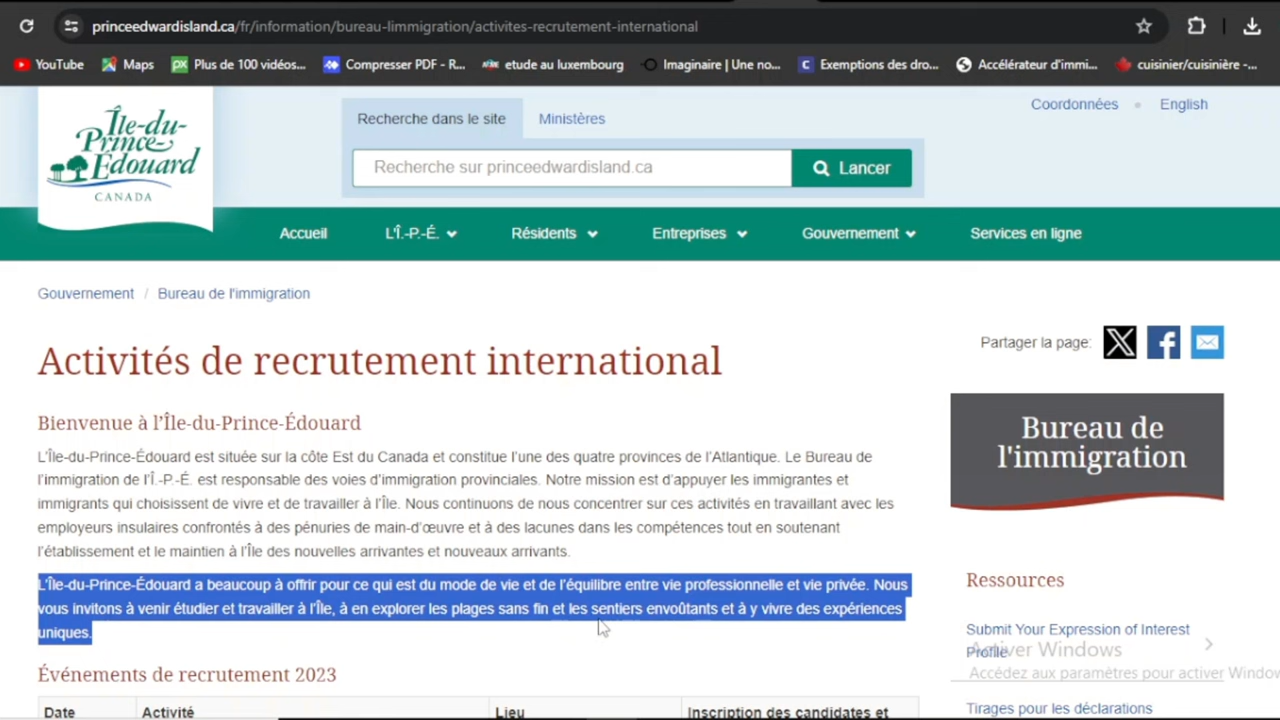 princeedwardisland.ca/fr/information/bureau-limmigration/activites-recrutement-international
YouTube Maps Plus de 100 vidéos... Compresser PDF - R... etude au luxembourg Imaginaire | Une no... Exemptions des dro... Accélérateur d'immi... cuisinier/cuisinière -...
Coordonnées English
Île-du-
Prince-
Édouard
CANADA
Recherche dans le site Ministères
Recherche sur princeedwardisland.ca Lancer
Accueil L'Î.-P.-É. Résidents Entreprises Gouvernement Services en ligne
Gouvernement / Bureau de l'immigration
Partager la page:
Activités de recrutement international
Bienvenue à l'Île-du-Prince-Édouard
L'Île-du-Prince-Édouard est située sur la côte Est du Canada et constitue l'une des quatre provinces de l'Atlantique. Le Bureau de
l'immigration de l'Î.-P.-É. est responsable des voies d'immigration provinciales. Notre mission est d'appuyer les immigrantes et
immigrants qui choisissent de vivre et de travailler à l'Île. Nous continuons de nous concentrer sur ces activités en travaillant avec les
employeurs insulaires confrontés à des pénuries de main-d'œuvre et à des lacunes dans les compétences tout en soutenant
l'établissement et le maintien à l'Île des nouvelles arrivantes et nouveaux arrivants.
L'Île-du-Prince-Édouard a beaucoup à offrir pour ce qui est du mode de vie et de l'équilibre entre vie professionnelle et vie privée. Nous
vous invitons à venir étudier et travailler à l'Île, à en explorer les plages sans fin et les sentiers envoûtants et à y vivre des expériences
uniques.
Événements de recrutement 2023
Date Activité Lieu Inscription des candidates et
Bureau de
l'immigration
Ressources
Submit Your Expression of Interest
Profile
Activer Windows
Accédez aux paramètres pour activer Window
Tirages pour les déclarations